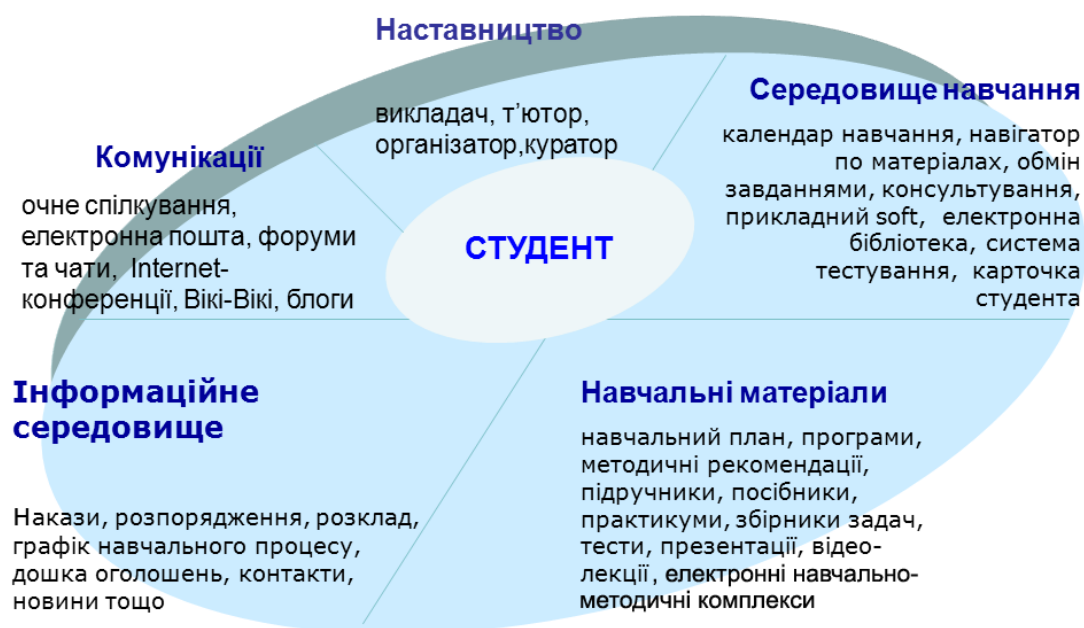 Наставництво
викладач, т’ютор,
організатор,куратор
Середовище навчання
календар навчання, навігатор
по матеріалах, обмін
завданнями, консультування,
прикладний soft, електронна
бібліотека, система
тестування, карточка
студента
Комунікації
очне спілкування,
електронна пошта, форуми
та чати, Internet-
конференції, Вікі-Вікі, блоги
СТУДЕНТ
Інформаційне
середовище
Накази, розпорядження, розклад,
графік навчального процесу,
дошка оголошень, контакти,
новини тощо
Навчальні матеріали
навчальний план, програми,
методичні рекомендації,
підручники, посібники,
практикуми, збірники задач,
тести, презентації, відео-
лекції, електронні навчально-
методичні комплекси